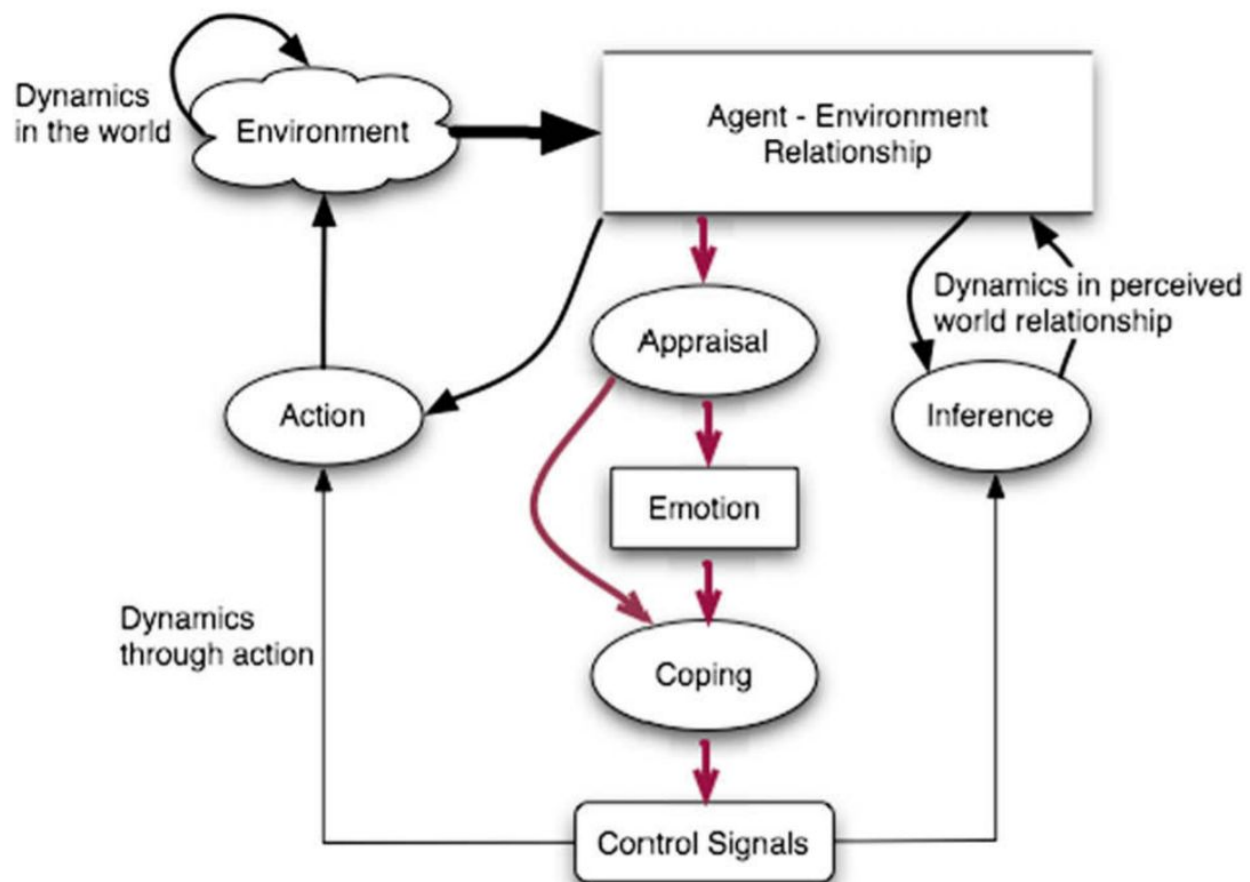 Dynamics
in the world
Environment
Agent - Environment
Relationship
Appraisal
Dynamics in perceived
world relationship
Action
Inference
Emotion
Dynamics
through action
Coping
Control Signals